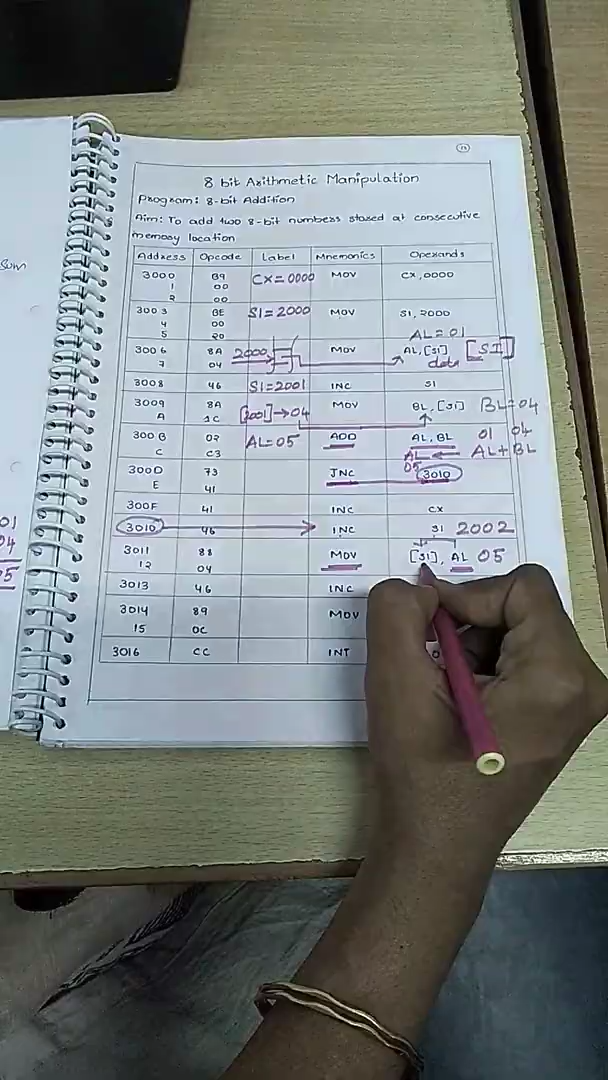 13
8 bit Arithmetic Manipulation
Program: 8-bit Addition
Aim: To add two 8-bit numbers stored at consecutive
memory location
Address Opcode Label Mnemonics Operands
3000 B9 CX=0000 MOV CX,0000
1 00
2 00
3003 BE SI=2000 MOV SI,2000
4 00
5 20 AL=01
3006 8A 2000 MOV AL,[SI] [SI]
7 04 data
3008 46 SI=2001 INC SI
3009 8A [2001]→04 MOV BL,[SI] BL=04
A 1C
300B 02 AL=05 ADD AL,BL 01 04
C C3 AL ← AL+BL
05
300D 73 JNC 3010
E 41
300F 41 INC CX
3010 46 INC SI 2002
3011 88 MOV [SI], AL 05
12 04
3013 46 INC
3014 89 MOV
15 0C
3016 CC INT
Sum
01
04
05